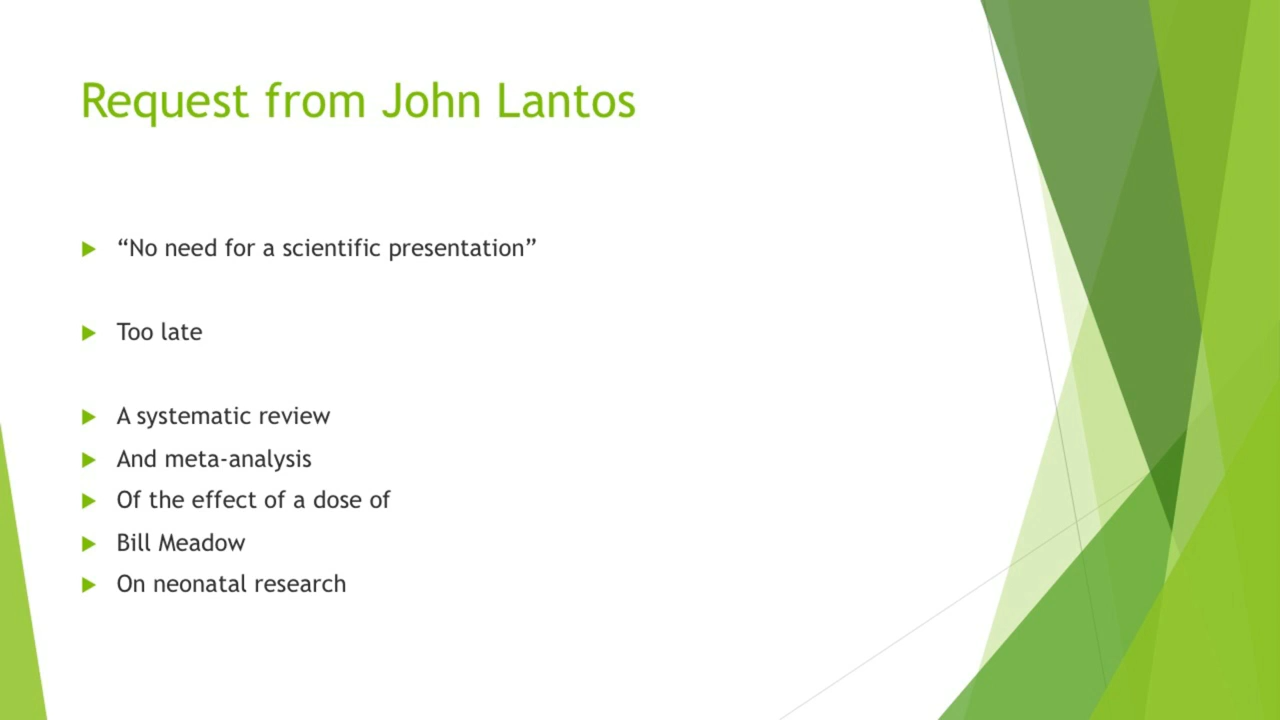 Request from John Lantos
“No need for a scientific presentation”
Too late
A systematic review
And meta-analysis
Of the effect of a dose of
Bill Meadow
On neonatal research